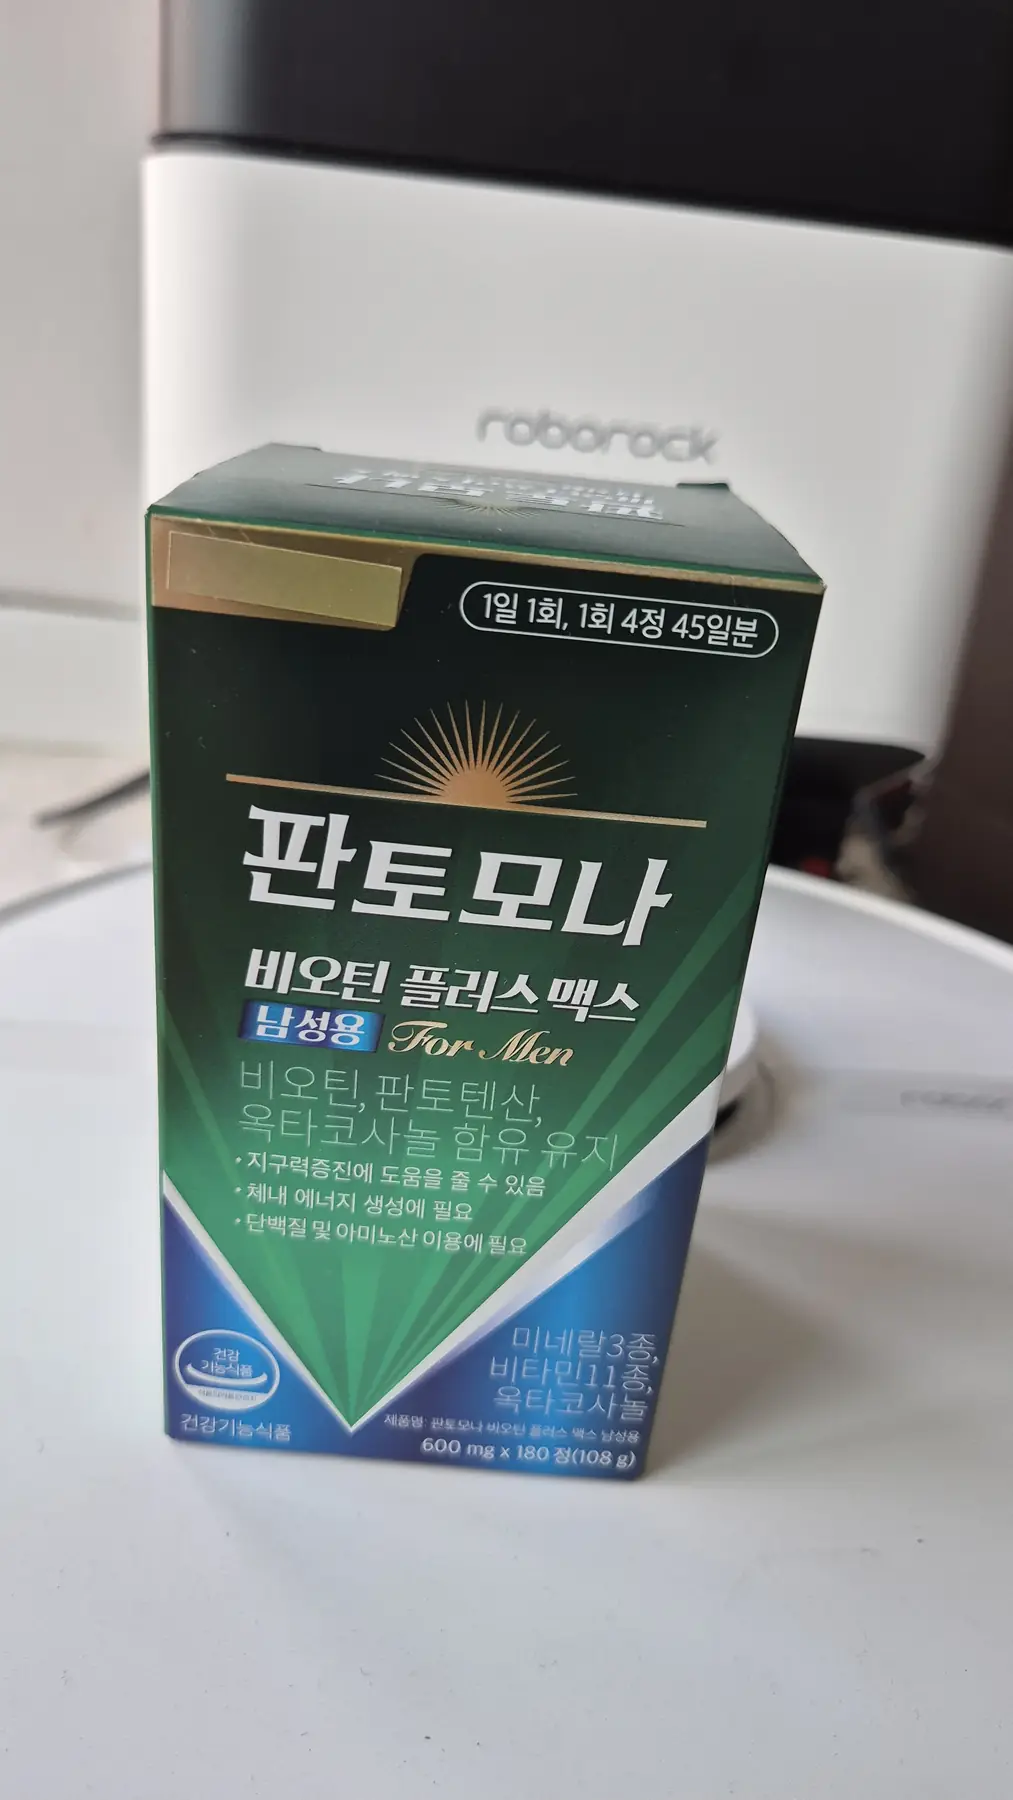 roborock
1일 1회, 1회 4정 45일분
판토모나
비오틴 플러스 맥스
남성용 For Men
비오틴, 판토텐산,
옥타코사놀 함유 유지
• 지구력증진에 도움을 줄 수 있음
• 체내 에너지 생성에 필요
• 단백질 및 아미노산 이용에 필요
미네랄3종,
비타민11종,
옥타코사놀
건강
기능식품
건강기능식품
제품명: 판토모나 비오틴 플러스 맥스 남성용
600 mg x 180 정(108 g)